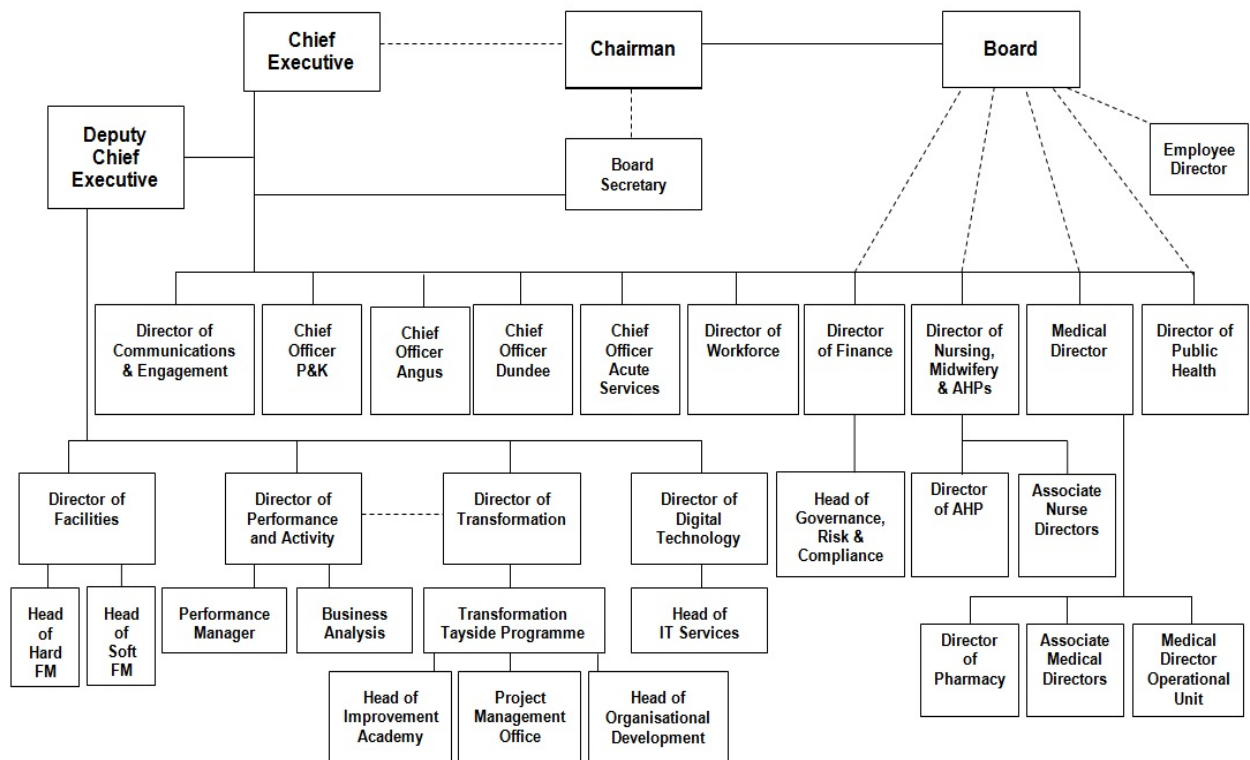 Chief
Executive
Chairman
Board
Deputy
Chief
Executive
Board
Secretary
Employee
Director
Director of
Communications
& Engagement
Chief
Officer
P&K
Chief
Officer
Angus
Chief
Officer
Dundee
Chief
Officer
Acute
Services
Director of
Workforce
Director
of Finance
Director of
Nursing,
Midwifery
& AHPs
Medical
Director
Director of
Public
Health
Director of
Facilities
Director of
Performance
and Activity
Director of
Transformation
Director of
Digital
Technology
Head of
Governance,
Risk &
Compliance
Director
of AHP
Associate
Nurse
Directors
Head
of
Hard
FM
Head
of
Soft
FM
Performance
Manager
Business
Analysis
Transformation
Tayside Programme
Head of
IT Services
Director
of
Pharmacy
Associate
Medical
Directors
Medical
Director
Operational
Unit
Head of
Improvement
Academy
Project
Management
Office
Head of
Organisational
Development